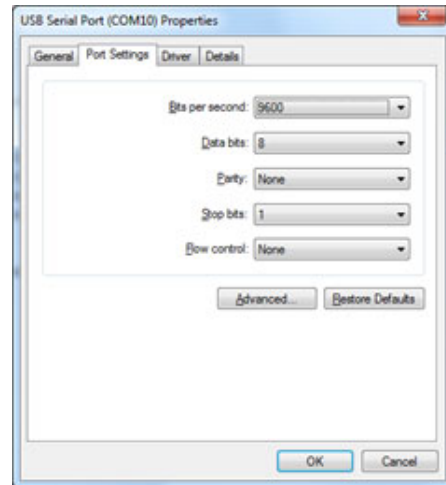 USB Serial Port (COM10) Properties
General Port Settings Driver Details
Bits per second: 9600
Data bits: 8
Parity: None
Stop bits: 1
Flow control: None
Advanced... Restore Defaults
OK Cancel